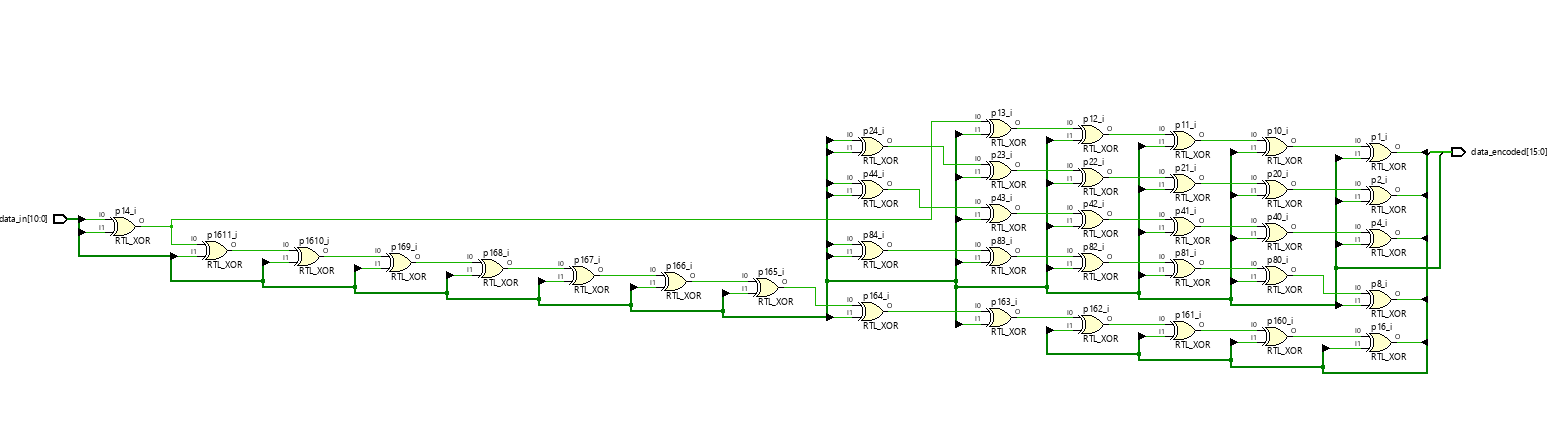 data_in[10:0]
I0
I1
O
p14_i
RTL_XOR
I0
I1
O
p1611_i
RTL_XOR
I0
I1
O
p1610_i
RTL_XOR
I0
I1
O
p169_i
RTL_XOR
I0
I1
O
p168_i
RTL_XOR
I0
I1
O
p167_i
RTL_XOR
I0
I1
O
p166_i
RTL_XOR
I0
I1
O
p165_i
RTL_XOR
I0
I1
O
p24_i
RTL_XOR
I0
I1
O
p44_i
RTL_XOR
I0
I1
O
p84_i
RTL_XOR
I0
I1
O
p164_i
RTL_XOR
I0
I1
O
p13_i
RTL_XOR
I0
I1
O
p23_i
RTL_XOR
I0
I1
O
p43_i
RTL_XOR
I0
I1
O
p83_i
RTL_XOR
I0
I1
O
p163_i
RTL_XOR
I0
I1
O
p12_i
RTL_XOR
I0
I1
O
p22_i
RTL_XOR
I0
I1
O
p42_i
RTL_XOR
I0
I1
O
p82_i
RTL_XOR
I0
I1
O
p162_i
RTL_XOR
I0
I1
O
p11_i
RTL_XOR
I0
I1
O
p21_i
RTL_XOR
I0
I1
O
p41_i
RTL_XOR
I0
I1
O
p81_i
RTL_XOR
I0
I1
O
p161_i
RTL_XOR
I0
I1
O
p10_i
RTL_XOR
I0
I1
O
p20_i
RTL_XOR
I0
I1
O
p40_i
RTL_XOR
I0
I1
O
p80_i
RTL_XOR
I0
I1
O
p160_i
RTL_XOR
I0
I1
O
p1_i
RTL_XOR
I0
I1
O
p2_i
RTL_XOR
I0
I1
O
p4_i
RTL_XOR
I0
I1
O
p8_i
RTL_XOR
I0
I1
O
p16_i
RTL_XOR
data_encoded[15:0]